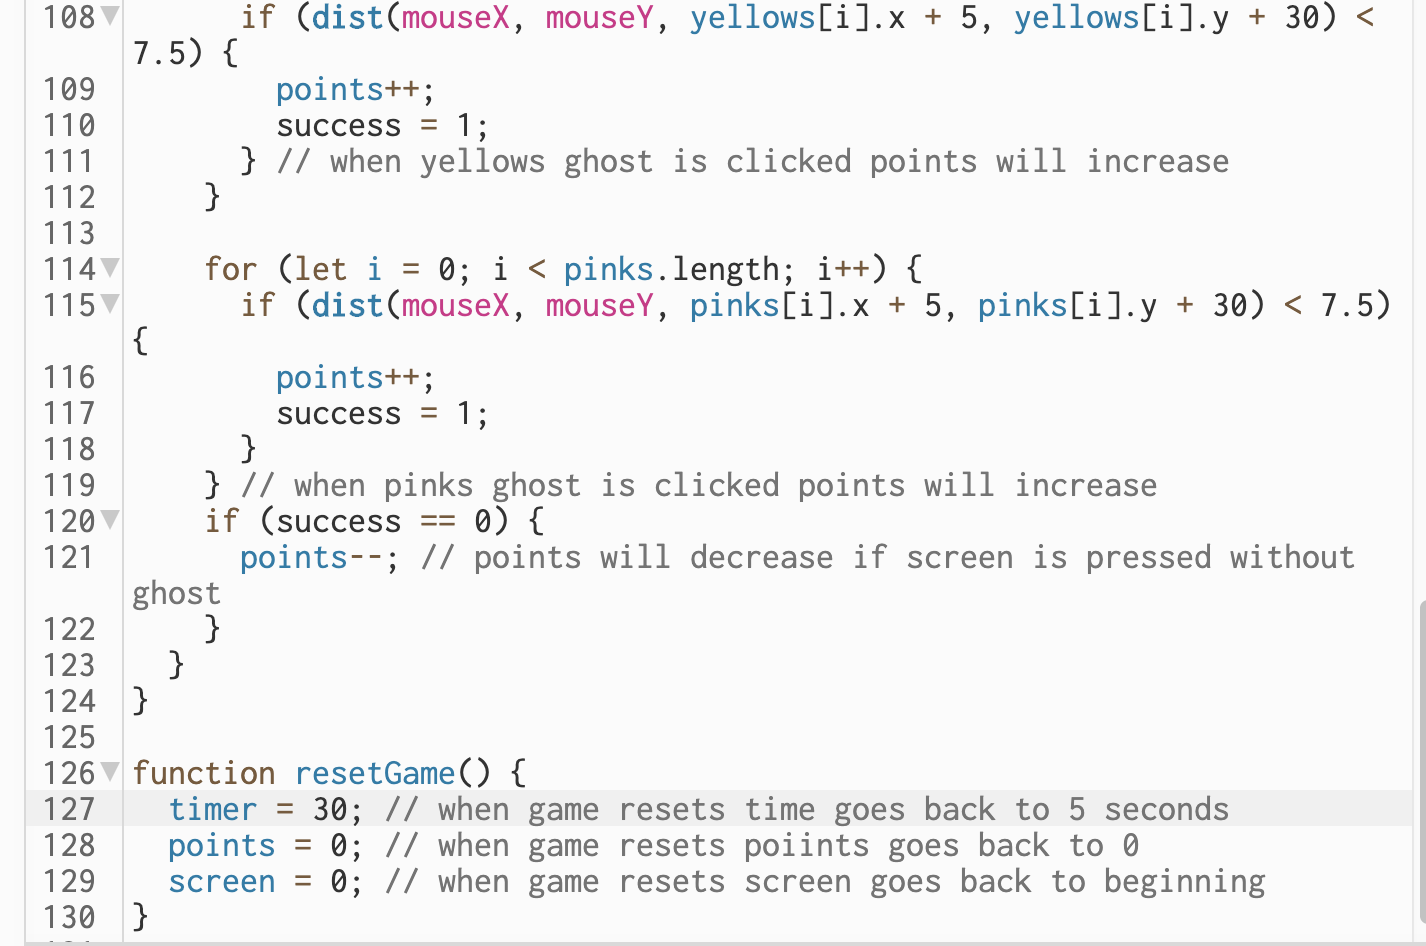 108 if (dist(mouseX, mouseY, yellows[i].x + 5, yellows[i].y + 30) <
7.5) {
109 points++;
110 success = 1;
111 } // when yellows ghost is clicked points will increase
112 }
113
114 for (let i = 0; i < pinks.length; i++) {
115 if (dist(mouseX, mouseY, pinks[i].x + 5, pinks[i].y + 30) < 7.5)
{
116 points++;
117 success = 1;
118 }
119 } // when pinks ghost is clicked points will increase
120 if (success == 0) {
121 points--; // points will decrease if screen is pressed without
ghost
122 }
123 }
124 }
125
126 function resetGame() {
127 timer = 30; // when game resets time goes back to 5 seconds
128 points = 0; // when game resets poiints goes back to 0
129 screen = 0; // when game resets screen goes back to beginning
130 }